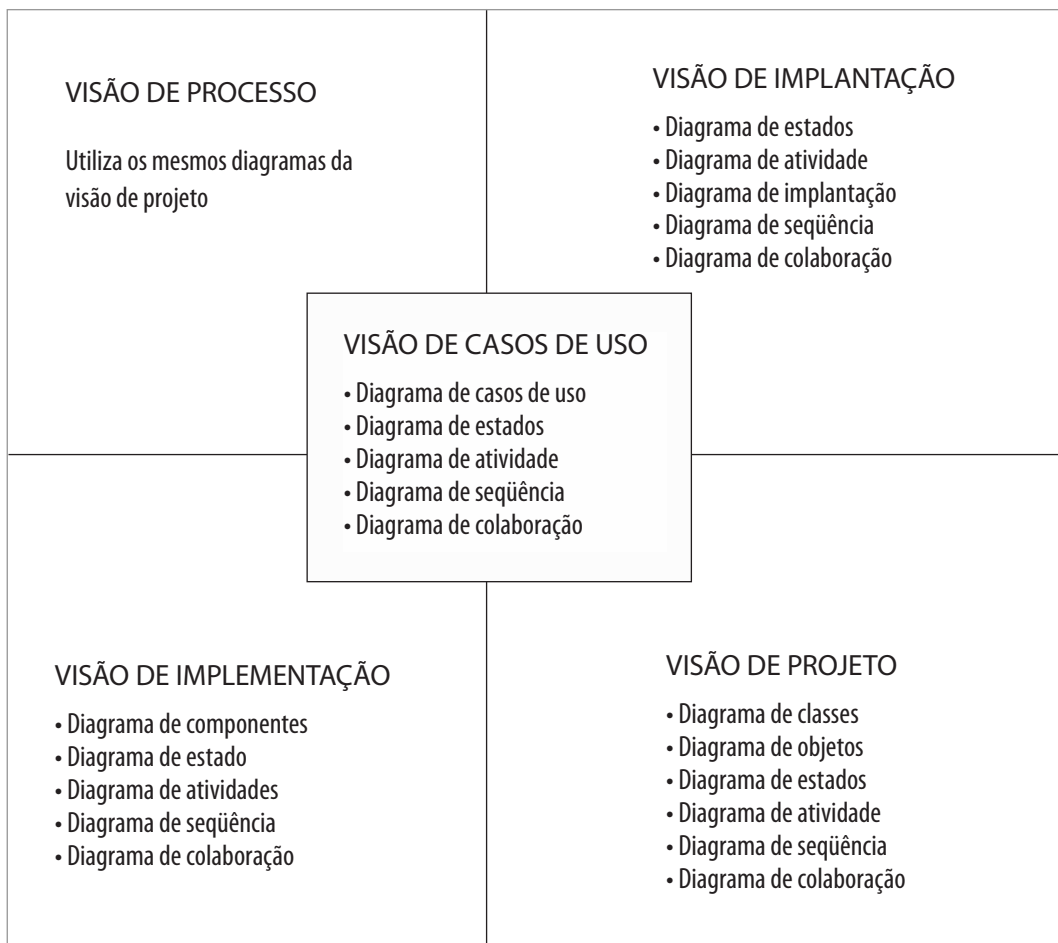 VISÃO DE PROCESSO
Utiliza os mesmos diagramas da
visão de projeto
VISÃO DE IMPLANTAÇÃO
• Diagrama de estados
• Diagrama de atividade
• Diagrama de implantação
• Diagrama de seqüência
• Diagrama de colaboração
VISÃO DE CASOS DE USO
• Diagrama de casos de uso
• Diagrama de estados
• Diagrama de atividade
• Diagrama de seqüência
• Diagrama de colaboração
VISÃO DE IMPLEMENTAÇÃO
• Diagrama de componentes
• Diagrama de estado
• Diagrama de atividades
• Diagrama de seqüência
• Diagrama de colaboração
VISÃO DE PROJETO
• Diagrama de classes
• Diagrama de objetos
• Diagrama de estados
• Diagrama de atividade
• Diagrama de seqüência
• Diagrama de colaboração